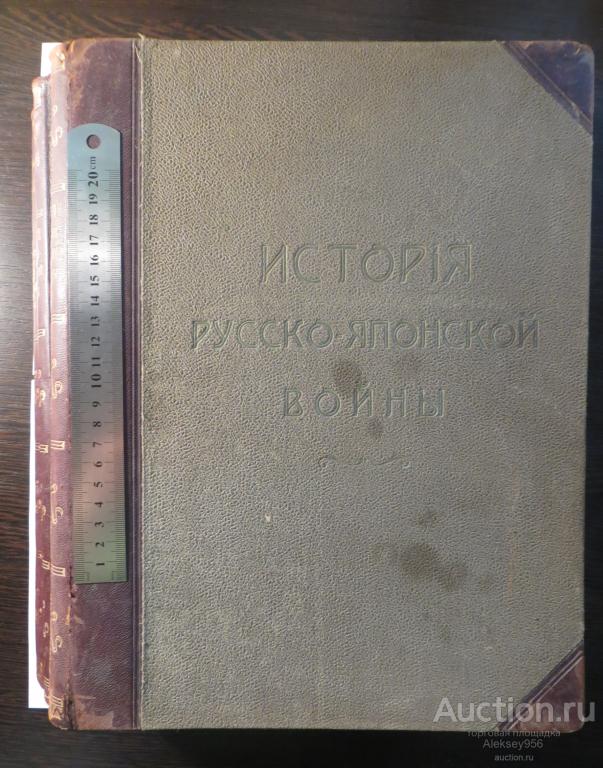 ИСТОРІЯ
РУССКО-ЯПОНСКОЙ
ВОЙНЫ
1 2 3 4 5 6 7 8 9 10 11 12 13 14 15 16 17 18 19 20 cm
Auction.ru
торговая площадка
Aleksey956
auction.ru